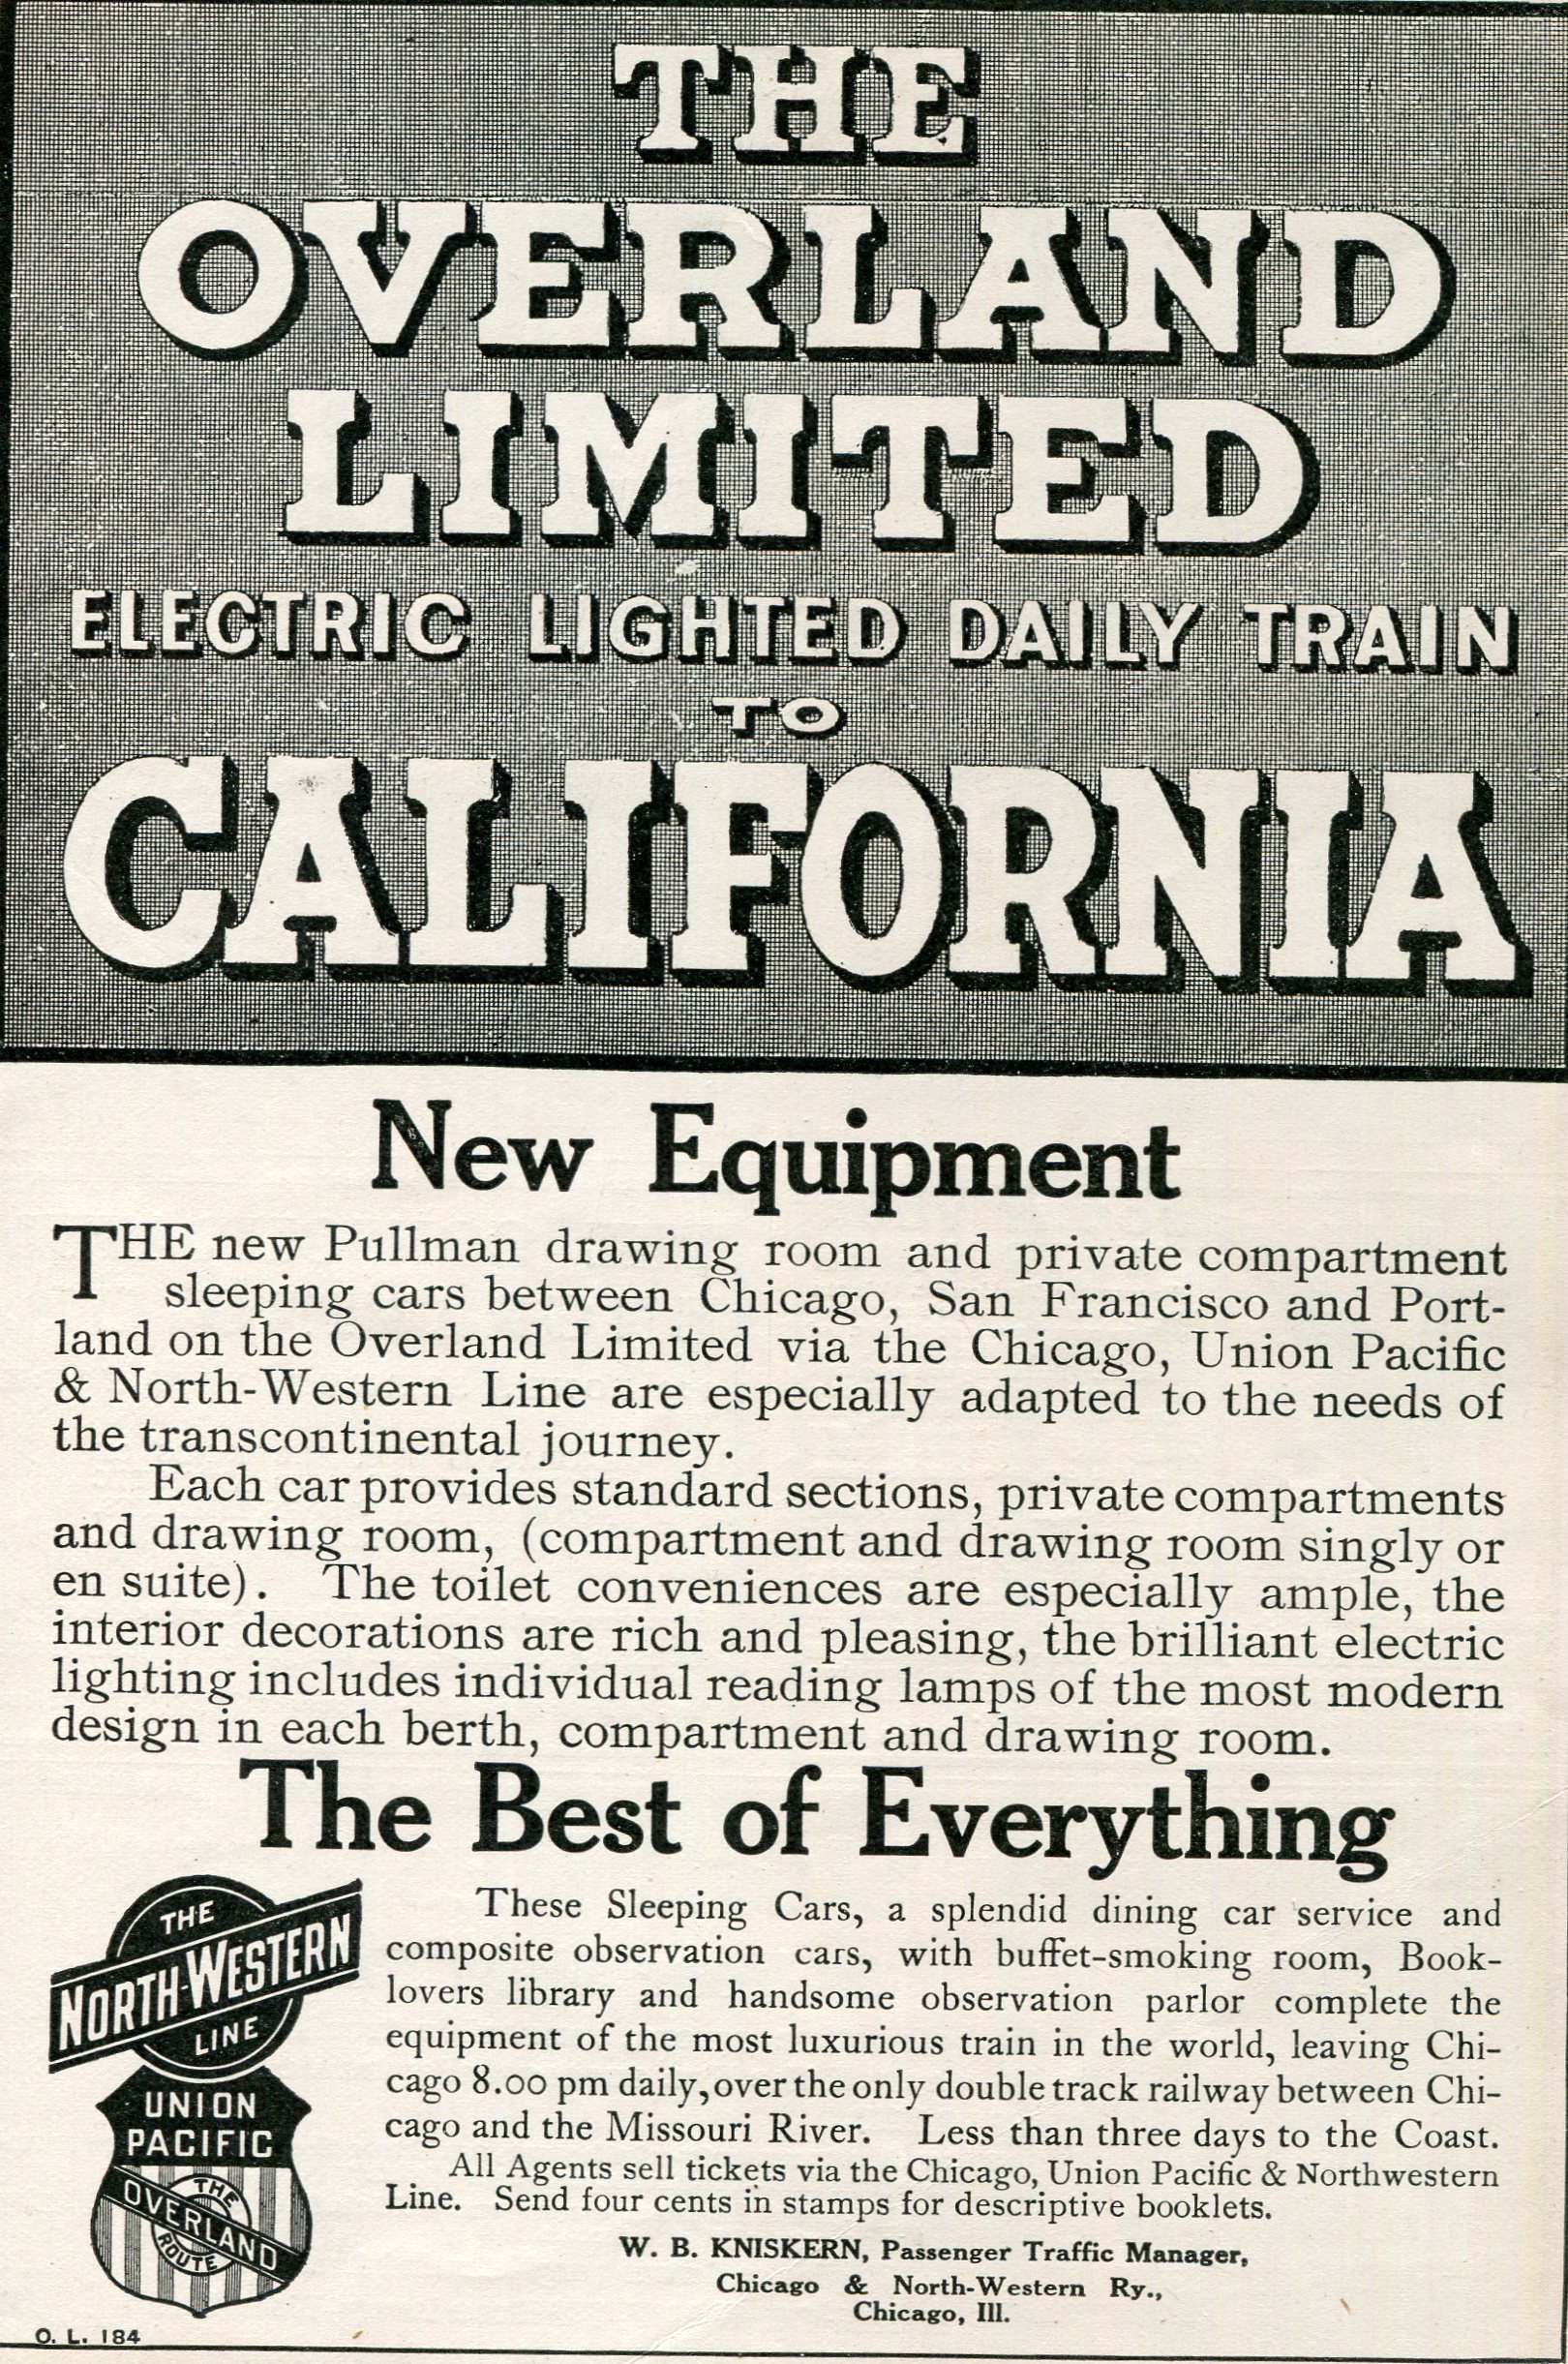 THE
OVERLAND
LIMITED
ELECTRIC LIGHTED DAILY TRAIN
TO
CALIFORNIA
New Equipment
THE new Pullman drawing room and private compartment
sleeping cars between Chicago, San Francisco and Port-
land on the Overland Limited via the Chicago, Union Pacific
& North-Western Line are especially adapted to the needs of
the transcontinental journey.
Each car provides standard sections, private compartments
and drawing room, (compartment and drawing room singly or
en suite). The toilet conveniences are especially ample, the
interior decorations are rich and pleasing, the brilliant electric
lighting includes individual reading lamps of the most modern
design in each berth, compartment and drawing room.
The Best of Everything
These Sleeping Cars, a splendid dining car service and
composite observation cars, with buffet-smoking room, Book-
lovers library and handsome observation parlor complete the
equipment of the most luxurious train in the world, leaving Chi-
cago 8.00 pm daily, over the only double track railway between Chi-
cago and the Missouri River. Less than three days to the Coast.
All Agents sell tickets via the Chicago, Union Pacific & Northwestern
Line. Send four cents in stamps for descriptive booklets.
W. B. KNISKERN, Passenger Traffic Manager,
Chicago & North-Western Ry.,
Chicago, Ill.
THE
NORTH-WESTERN
LINE
UNION
PACIFIC
THE
OVERLAND
ROUTE
O. L. 184